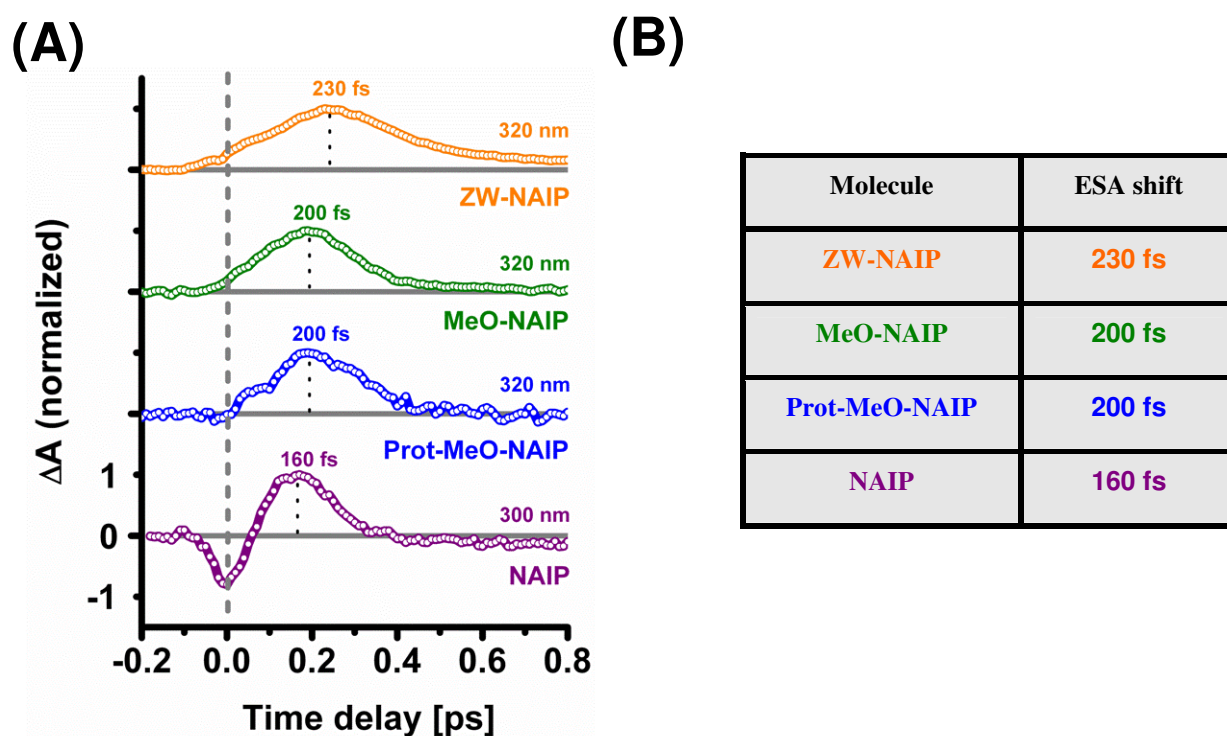 (A)
230 fs
320 nm
ZW-NAIP
200 fs
320 nm
MeO-NAIP
200 fs
320 nm
Prot-MeO-NAIP
160 fs
300 nm
NAIP
ΔA (normalized)
1
0
-1
-0.2 0.0 0.2 0.4 0.6 0.8
Time delay [ps]
(B)
Molecule ESA shift
ZW-NAIP 230 fs
MeO-NAIP 200 fs
Prot-MeO-NAIP 200 fs
NAIP 160 fs